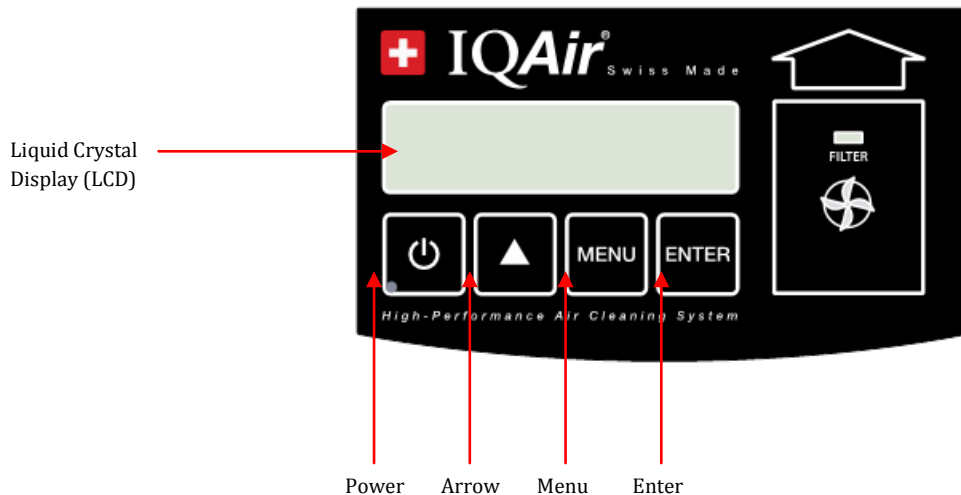 IQAir®
Swiss Made
Liquid Crystal
Display (LCD)
FILTER
MENU
ENTER
High-Performance Air Cleaning System
Power
Arrow
Menu
Enter